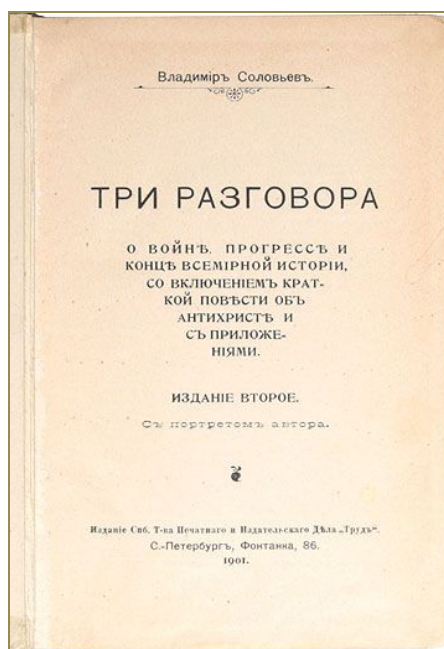 Владиміръ Соловьевъ.
ТРИ РАЗГОВОРА
О ВОЙНѢ, ПРОГРЕССѢ И
КОНЦѢ ВСЕМІРНОЙ ИСТОРІИ,
СО ВКЛЮЧЕНІЕМЪ КРАТ-
КОЙ ПОВѢСТИ ОБЪ
АНТИХРИСТѢ И
СЪ ПРИЛОЖЕ-
НІЯМИ.
ИЗДАНІЕ ВТОРОЕ.
Съ портретомъ автора.
Изданіе Спб. Т-ва Печатнаго и Издательскаго Дѣла „Трудъ“.
С.-Петербургъ, Фонтанка, 86.
1901.